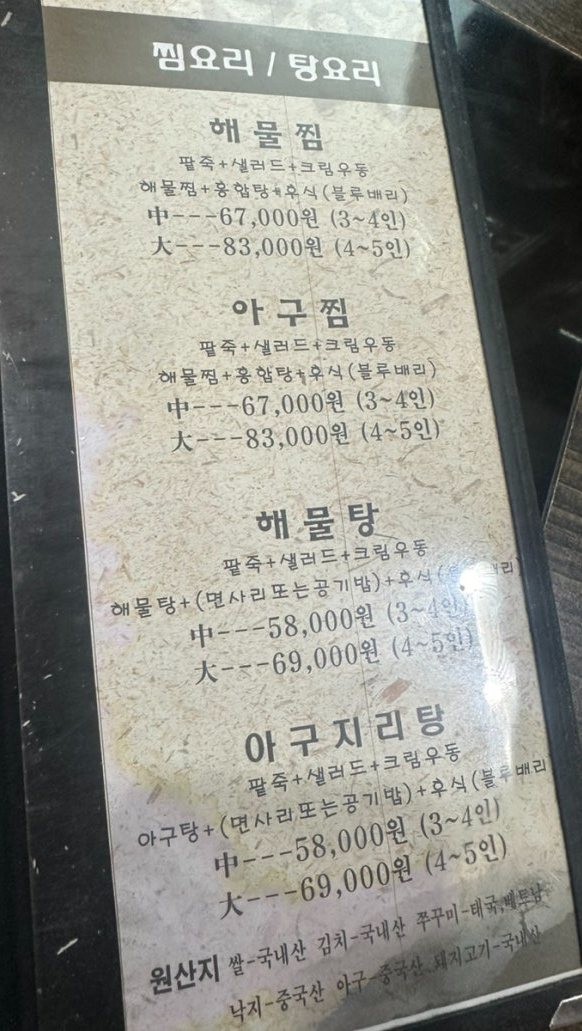 찜요리 / 탕요리
해물찜
팥죽+샐러드+크림우동
해물찜+홍합탕+후식(블루배리)
中---67,000원 (3~4인)
大---83,000원 (4~5인)
아구찜
팥죽+샐러드+크림우동
해물찜+홍합탕+후식(블루배리)
中---67,000원 (3~4인)
大---83,000원 (4~5인)
해물탕
팥죽+샐러드+크림우동
해물탕+(면사리또는공기밥)+후식(블루배리)
中---58,000원 (3~4인)
大---69,000원 (4~5인)
아구지리탕
팥죽+샐러드+크림우동
아구탕+(면사리또는공기밥)+후식(블루배리
中---58,000원 (3~4인)
大---69,000원 (4~5인)
원산지 쌀-국내산 김치-국내산 쭈꾸미-태국,베트남
낙지-중국산 아구-중국산 돼지고기-국내산